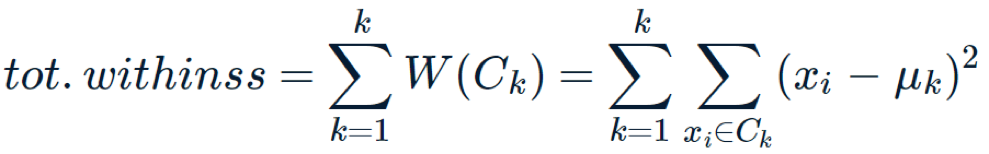 $tot.\,withinss = \sum_{k=1}^{k} W(C_k) = \sum_{k=1}^{k} \sum_{x_i \in C_k} (x_i - \mu_k)^2$